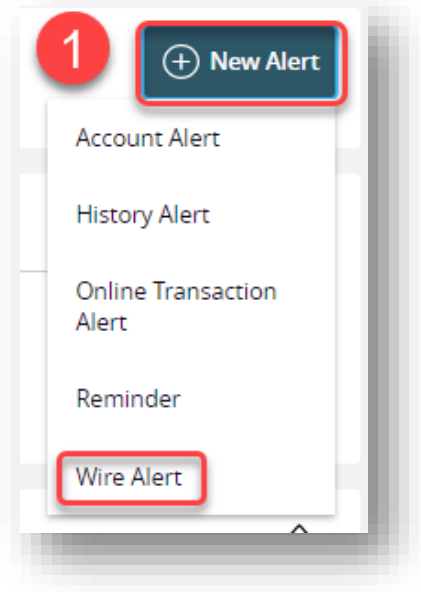 1
New Alert
Account Alert
History Alert
Online Transaction
Alert
Reminder
Wire Alert